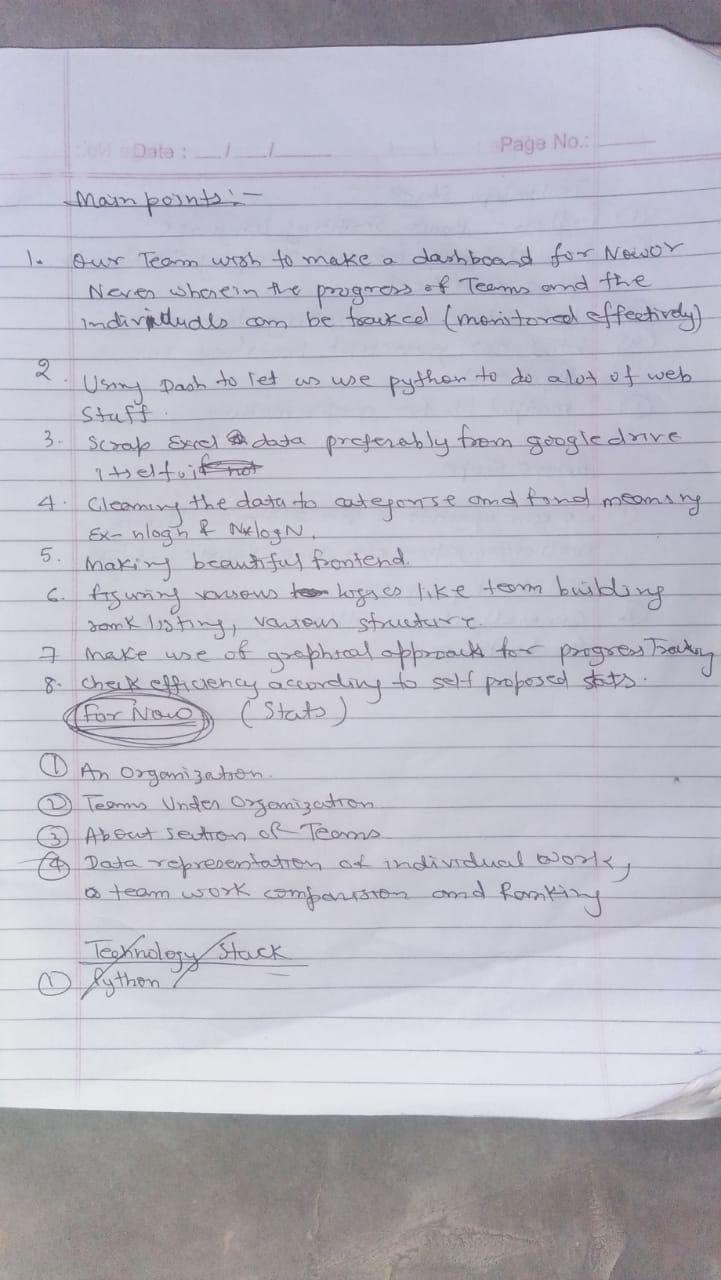 Date : __/__/____
Page No.: ____
Main points :-
1. Our Team wish to make a dashboard for NowOr
Never wherein the progress of Teams and the
individuals can be tracked (monitored effectively)
2. Using Dash to let us use python to do alot of web
stuff.
3. Scrap Excel data preferably from google drive
itself, if not
4. Cleaning the data to categorise and find meaning
Ex- nlogn & N*logN.
5. Making beautiful frontend.
6. figuring various logics like team building
rank listing, various structure.
7 Make use of graphical approach for progress Tracking
8. Check efficiency according to self proposed stats.
For Now (Stats)
① An Organization.
② Teams Under Organization
③ About section of Teams
④ Data representation of individual work,
team work comparision and Ranking
Technology Stack
① Python